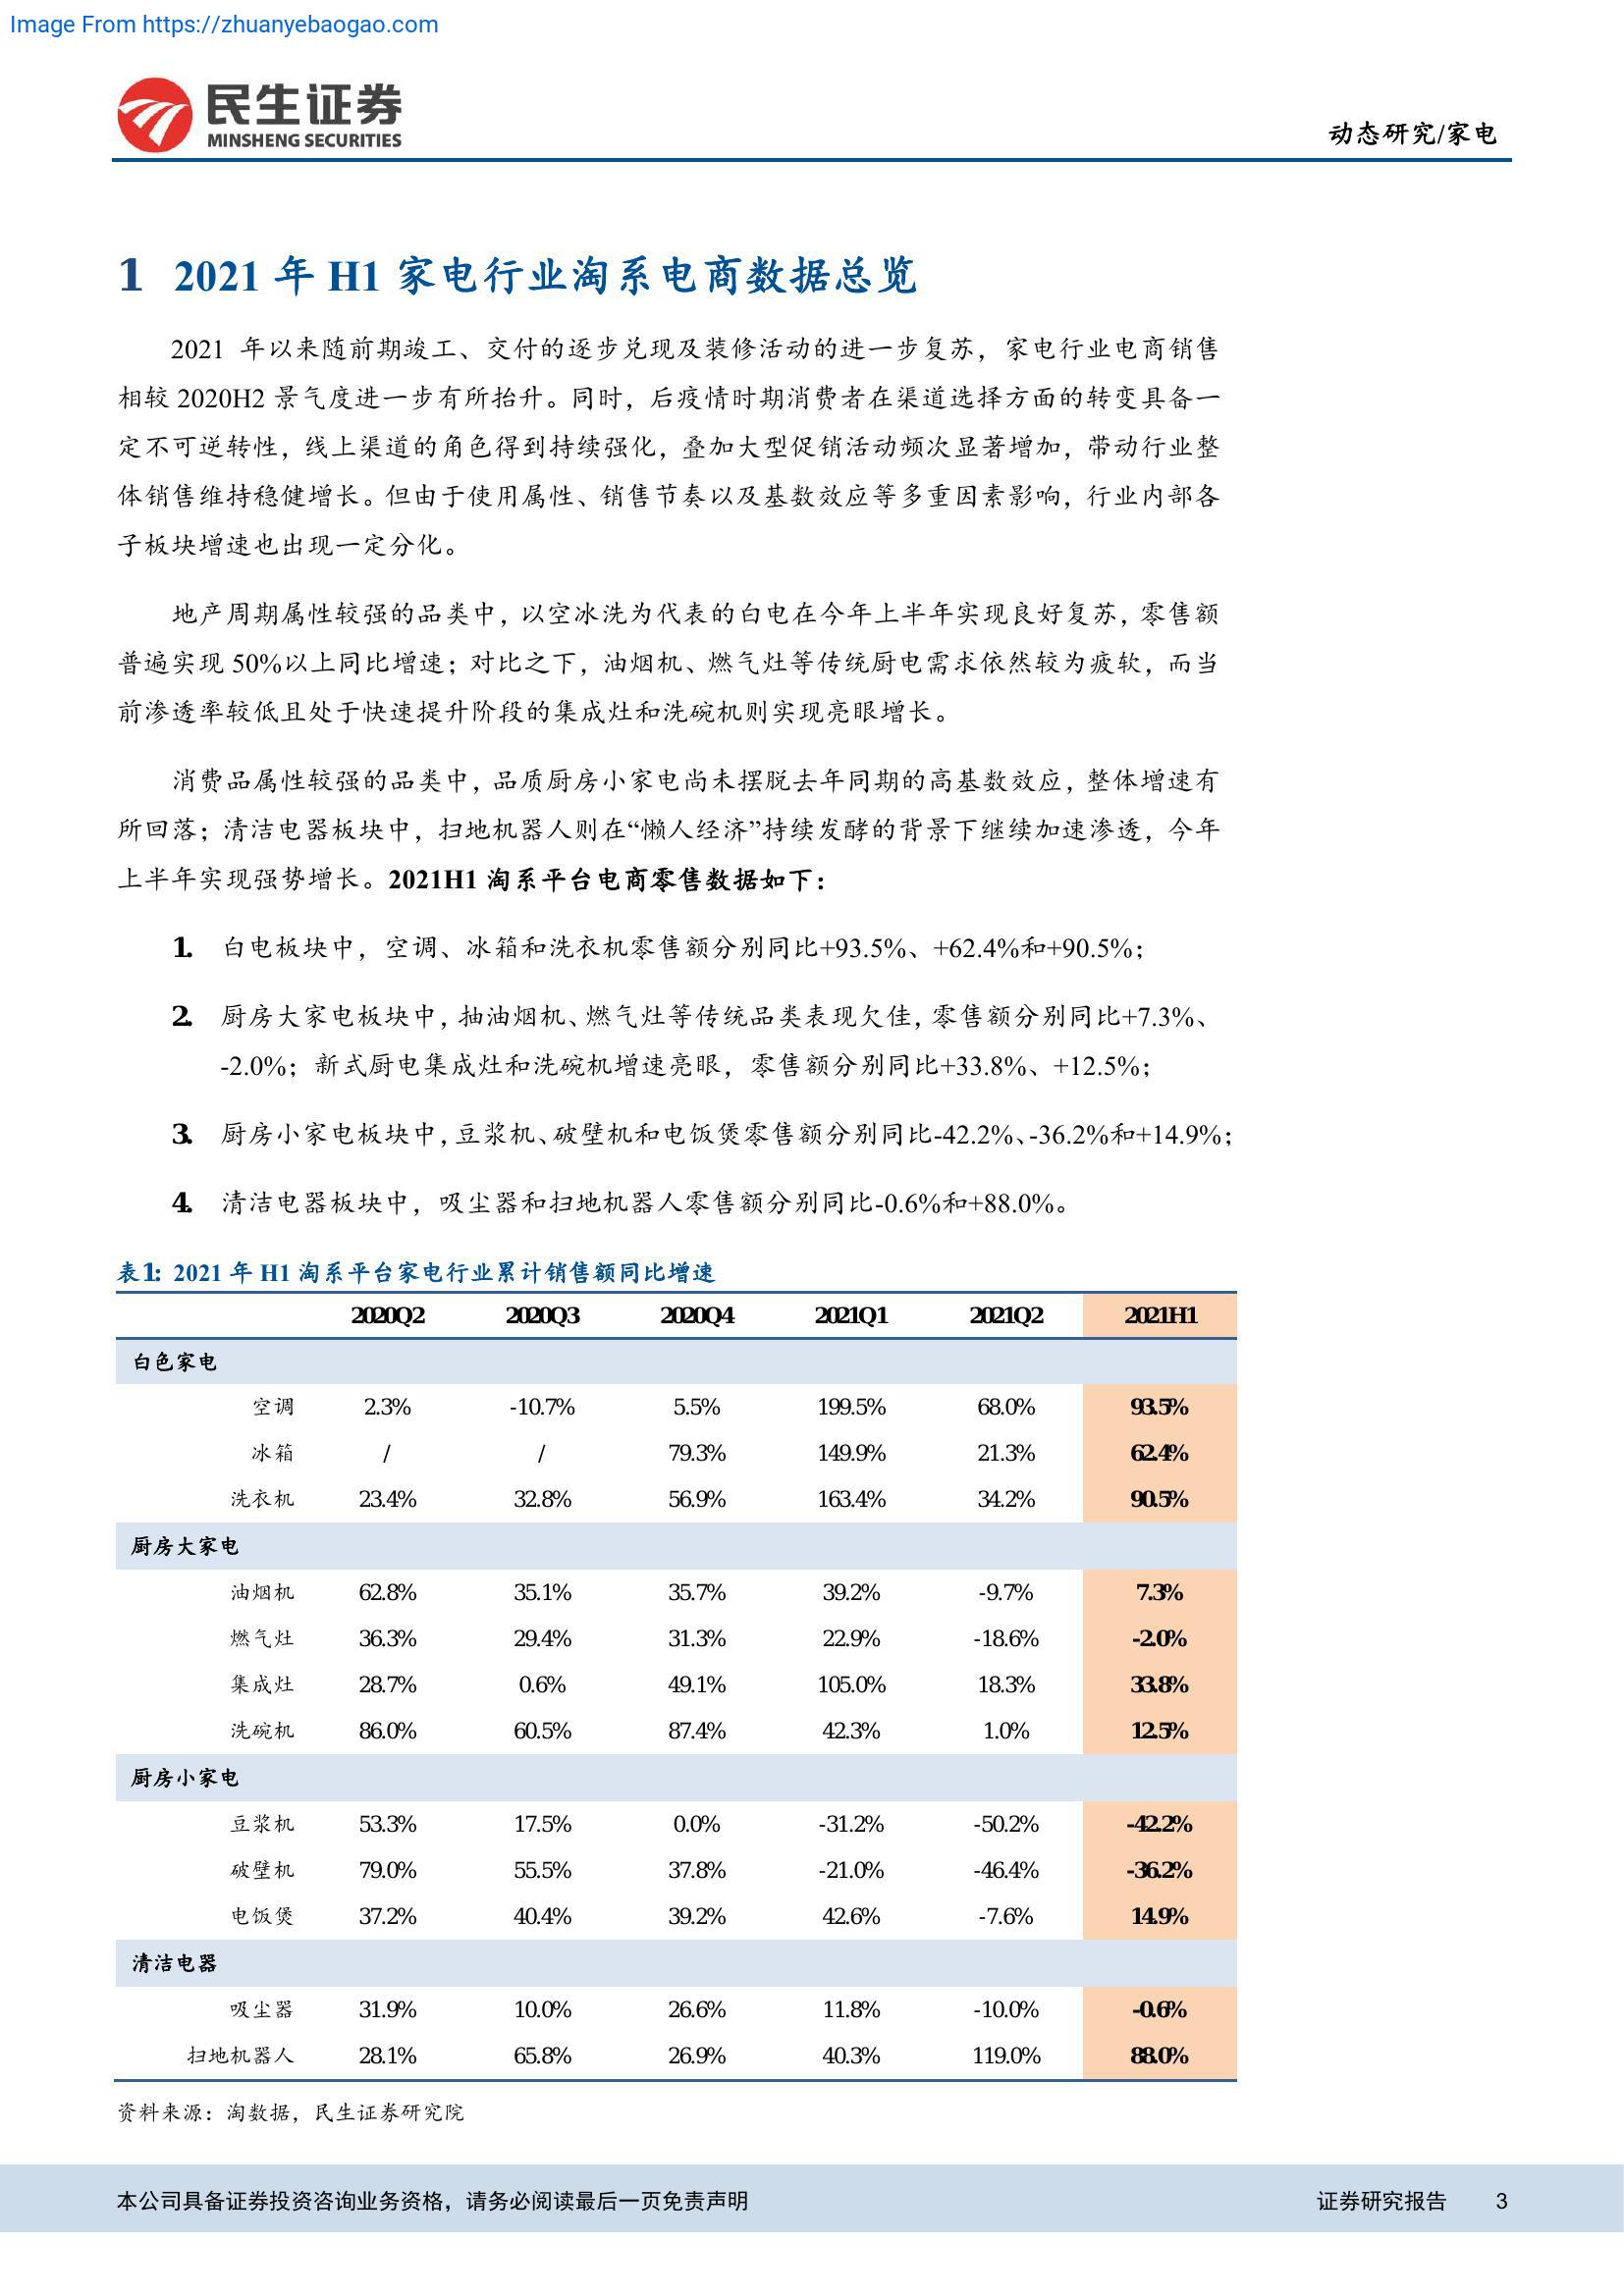 Image From https://zhuanyebaogao.com
民生证券
MINSHENG SECURITIES
动态研究/家电
1 2021 年 H1 家电行业淘系电商数据总览
2021 年以来随前期竣工、交付的逐步兑现及装修活动的进一步复苏，家电行业电商销售
相较 2020H2 景气度进一步有所抬升。同时，后疫情时期消费者在渠道选择方面的转变具备一
定不可逆转性，线上渠道的角色得到持续强化，叠加大型促销活动频次显著增加，带动行业整
体销售维持稳健增长。但由于使用属性、销售节奏以及基数效应等多重因素影响，行业内部各
子板块增速也出现一定分化。
地产周期属性较强的品类中，以空冰洗为代表的白电在今年上半年实现良好复苏，零售额
普遍实现 50%以上同比增速；对比之下，油烟机、燃气灶等传统厨电需求依然较为疲软，而当
前渗透率较低且处于快速提升阶段的集成灶和洗碗机则实现亮眼增长。
消费品属性较强的品类中，品质厨房小家电尚未摆脱去年同期的高基数效应，整体增速有
所回落；清洁电器板块中，扫地机器人则在“懒人经济”持续发酵的背景下继续加速渗透，今年
上半年实现强势增长。2021H1 淘系平台电商零售数据如下：
1. 白电板块中，空调、冰箱和洗衣机零售额分别同比+93.5%、+62.4%和+90.5%；
2. 厨房大家电板块中，抽油烟机、燃气灶等传统品类表现欠佳，零售额分别同比+7.3%、
-2.0%；新式厨电集成灶和洗碗机增速亮眼，零售额分别同比+33.8%、+12.5%；
3. 厨房小家电板块中，豆浆机、破壁机和电饭煲零售额分别同比-42.2%、-36.2%和+14.9%；
4. 清洁电器板块中，吸尘器和扫地机器人零售额分别同比-0.6%和+88.0%。
表1：2021 年 H1 淘系平台家电行业累计销售额同比增速
2020Q2 2020Q3 2020Q4 2021Q1 2021Q2 2021H1
白色家电
空调 2.3% -10.7% 5.5% 199.5% 68.0% 93.5%
冰箱 / / 79.3% 149.9% 21.3% 62.4%
洗衣机 23.4% 32.8% 56.9% 163.4% 34.2% 90.5%
厨房大家电
油烟机 62.8% 35.1% 35.7% 39.2% -9.7% 7.3%
燃气灶 36.3% 29.4% 31.3% 22.9% -18.6% -2.0%
集成灶 28.7% 0.6% 49.1% 105.0% 18.3% 33.8%
洗碗机 86.0% 60.5% 87.4% 42.3% 1.0% 12.5%
厨房小家电
豆浆机 53.3% 17.5% 0.0% -31.2% -50.2% -42.2%
破壁机 79.0% 55.5% 37.8% -21.0% -46.4% -36.2%
电饭煲 37.2% 40.4% 39.2% 42.6% -7.6% 14.9%
清洁电器
吸尘器 31.9% 10.0% 26.6% 11.8% -10.0% -0.6%
扫地机器人 28.1% 65.8% 26.9% 40.3% 119.0% 88.0%
资料来源：淘数据，民生证券研究院
本公司具备证券投资咨询业务资格，请务必阅读最后一页免责声明 证券研究报告 3